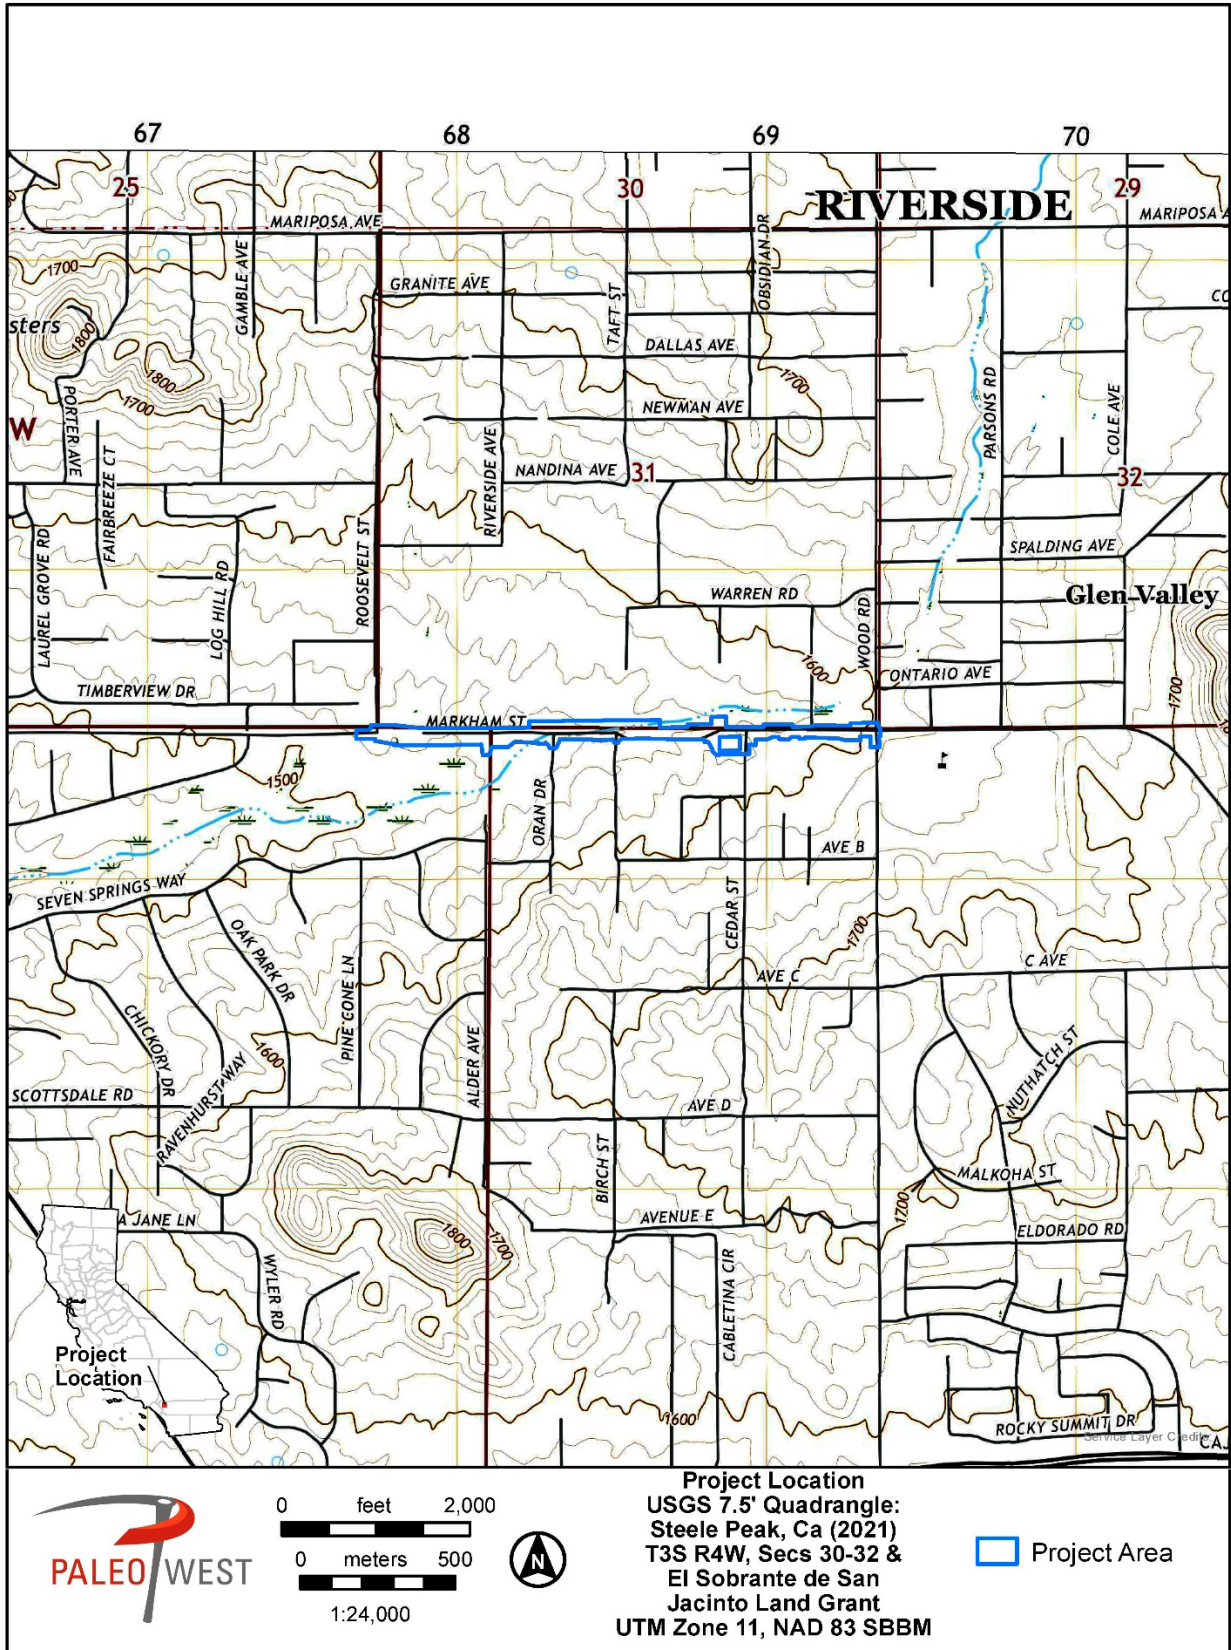 67 68 69 70
25 30 29
RIVERSIDE
MARIPOSA AVE
MARIPOSA A
OBSIDIAN DR
GAMBLE AVE
1700
GRANITE AVE
TAFT ST
CO
sters
1800
DALLAS AVE
1800
1700
1700
PORTER AVE
NEWMAN AVE
PARSONS RD
COLE AVE
W
FAIRBREEZE CT
RIVERSIDE AVE
NANDINA AVE
31
32
ROOSEVELT ST
LAUREL GROVE RD
LOG HILL RD
SPALDING AVE
WARREN RD
WOOD RD
Glen Valley
1600
ONTARIO AVE
1700
TIMBERVIEW DR
MARKHAM ST
1500
ORAN DR
AVE B
SEVEN SPRINGS WAY
OAK PARK DR
CEDAR ST
1700
PINE CONE LN
AVE C
C AVE
CHICKORY DR
1600
ALDER AVE
NUTHATCH ST
RAVENHURST WAY
SCOTTSDALE RD
AVE D
BIRCH ST
MALKOHA ST
1700
A JANE LN
1800
1700
AVENUE E
ELDORADO RD
WYLER RD
CABLETINA CIR
Project
Location
1600
ROCKY SUMMIT DR
Service Layer Credits:
CAJ
PALEO WEST
0 feet 2,000
0 meters 500
1:24,000
N
Project Location
USGS 7.5' Quadrangle:
Steele Peak, Ca (2021)
T3S R4W, Secs 30-32 &
El Sobrante de San
Jacinto Land Grant
UTM Zone 11, NAD 83 SBBM
Project Area